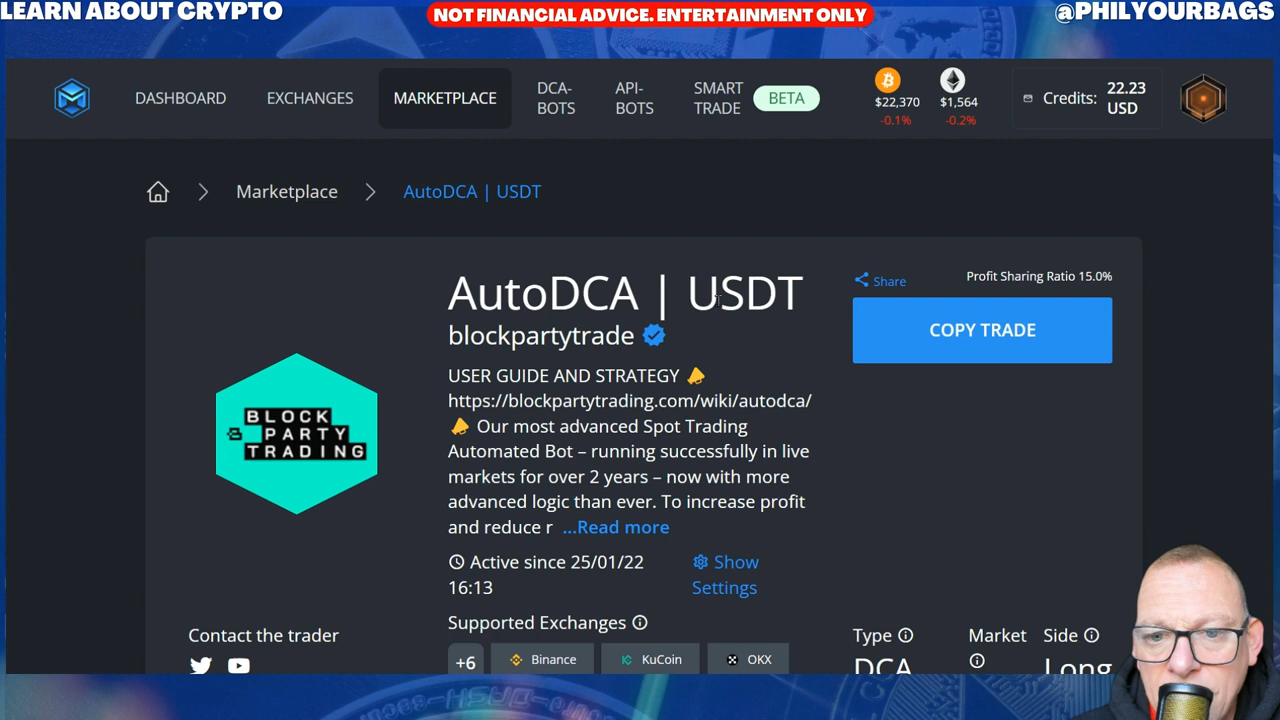 LEARN ABOUT CRYPTO
NOT FINANCIAL ADVICE. ENTERTAINMENT ONLY
@PHILYOURBAGS
DASHBOARD
EXCHANGES
MARKETPLACE
DCA-
BOTS
API-
BOTS
SMART
TRADE
BETA
$22,370
-0.1%
$1,564
-0.2%
Credits:
22.23
USD
Marketplace
AutoDCA | USDT
AutoDCA | USDT
blockpartytrade
USER GUIDE AND STRATEGY
https://blockpartytrading.com/wiki/autodca/
Our most advanced Spot Trading
Automated Bot – running successfully in live
markets for over 2 years – now with more
advanced logic than ever. To increase profit
and reduce r ...Read more
Active since 25/01/22
16:13
Show
Settings
Supported Exchanges
+6
Binance
KuCoin
OKX
Share
Profit Sharing Ratio 15.0%
COPY TRADE
BLOCK
PARTY
TRADING
Contact the trader
Type
DCA
Market
Side
Long